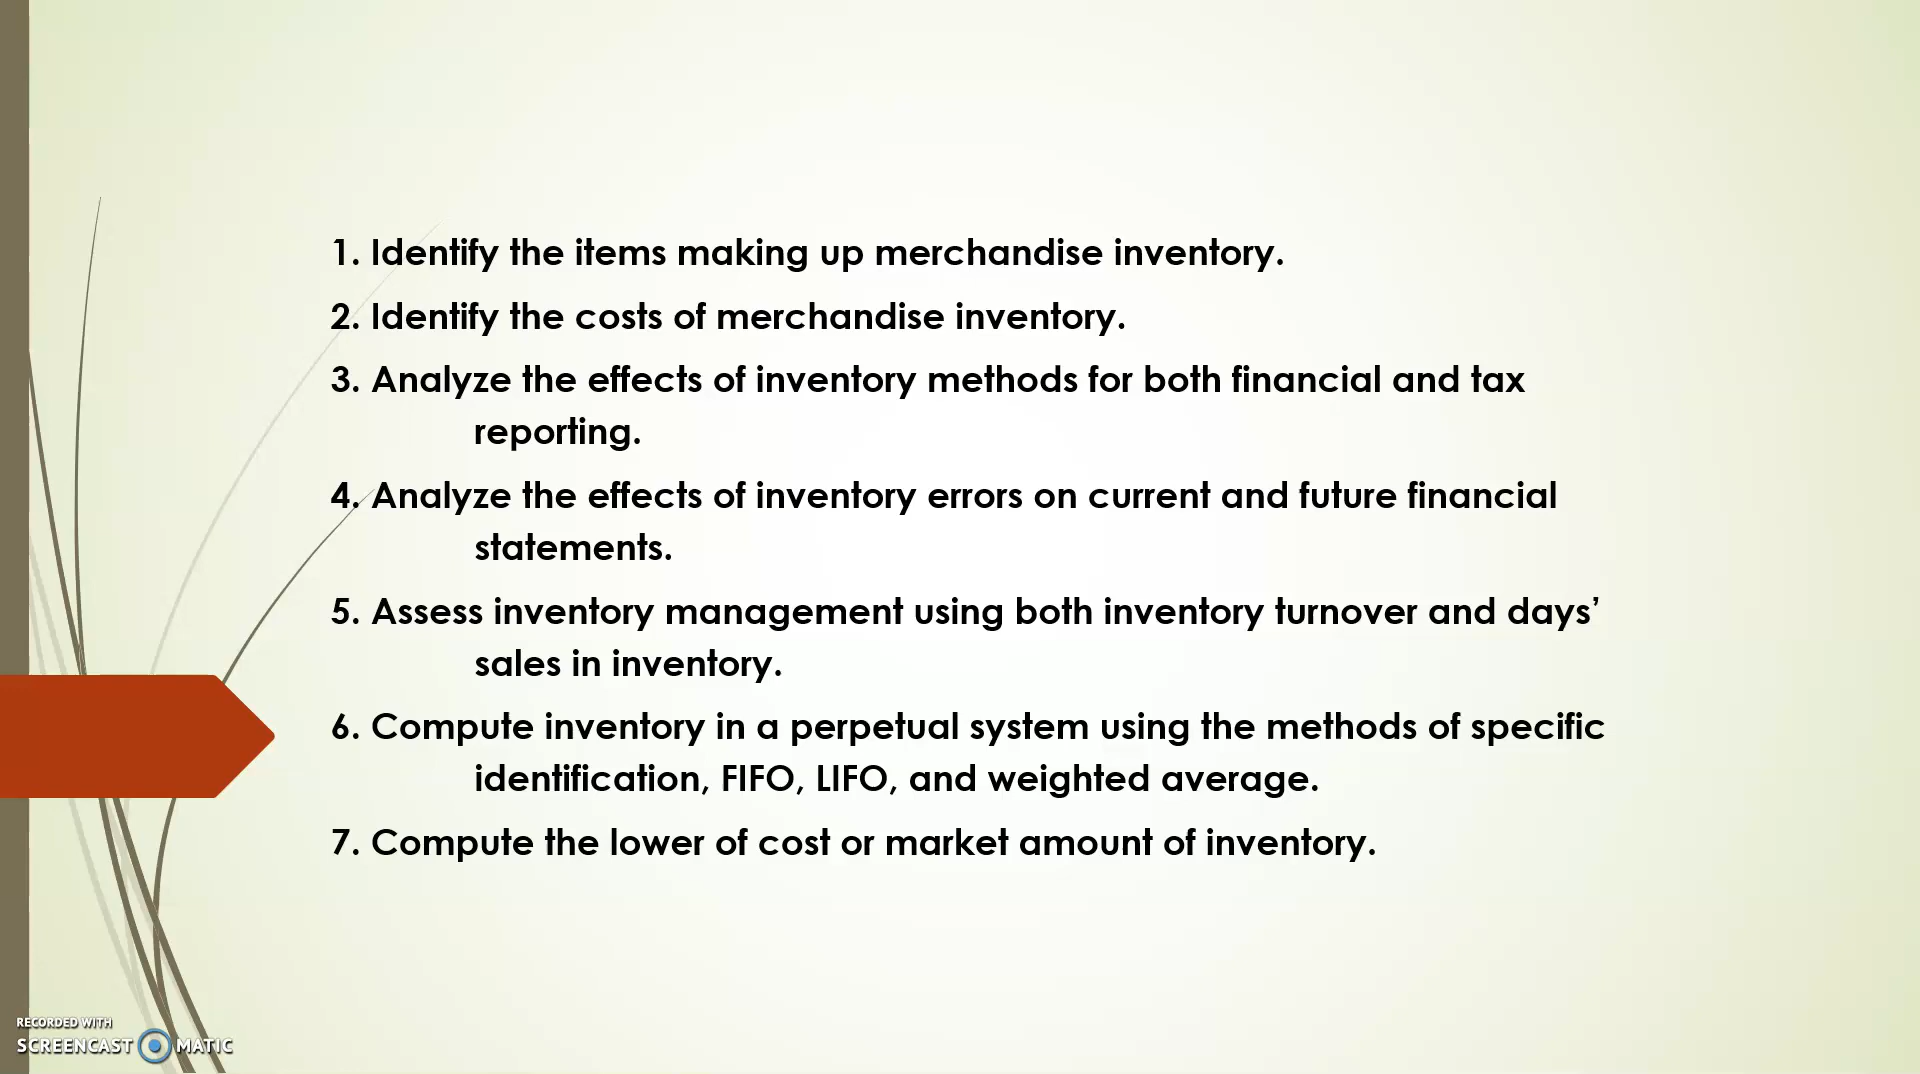 1. Identify the items making up merchandise inventory.
2. Identify the costs of merchandise inventory.
3. Analyze the effects of inventory methods for both financial and tax
reporting.
4. Analyze the effects of inventory errors on current and future financial
statements.
5. Assess inventory management using both inventory turnover and days’
sales in inventory.
6. Compute inventory in a perpetual system using the methods of specific
identification, FIFO, LIFO, and weighted average.
7. Compute the lower of cost or market amount of inventory.
RECORDED WITH
SCREENCAST MATIC